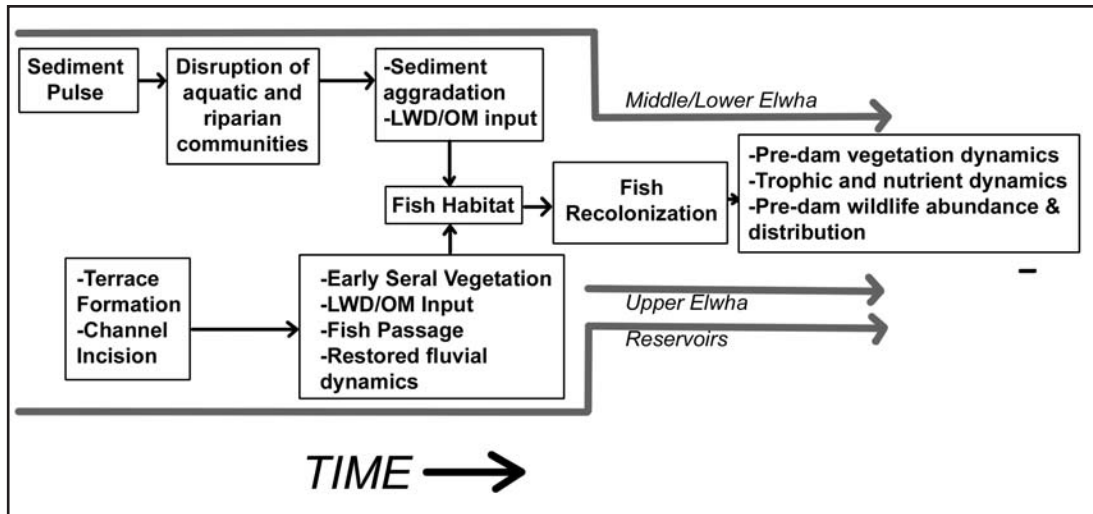 Sediment
Pulse
Disruption of
aquatic and
riparian
communities
-Sediment
aggradation
-LWD/OM input
Middle/Lower Elwha
Fish Habitat
Fish
Recolonization
-Pre-dam vegetation dynamics
-Trophic and nutrient dynamics
-Pre-dam wildlife abundance &
distribution
-Terrace
Formation
-Channel
Incision
-Early Seral Vegetation
-LWD/OM Input
-Fish Passage
-Restored fluvial
dynamics
Upper Elwha
Reservoirs
TIME